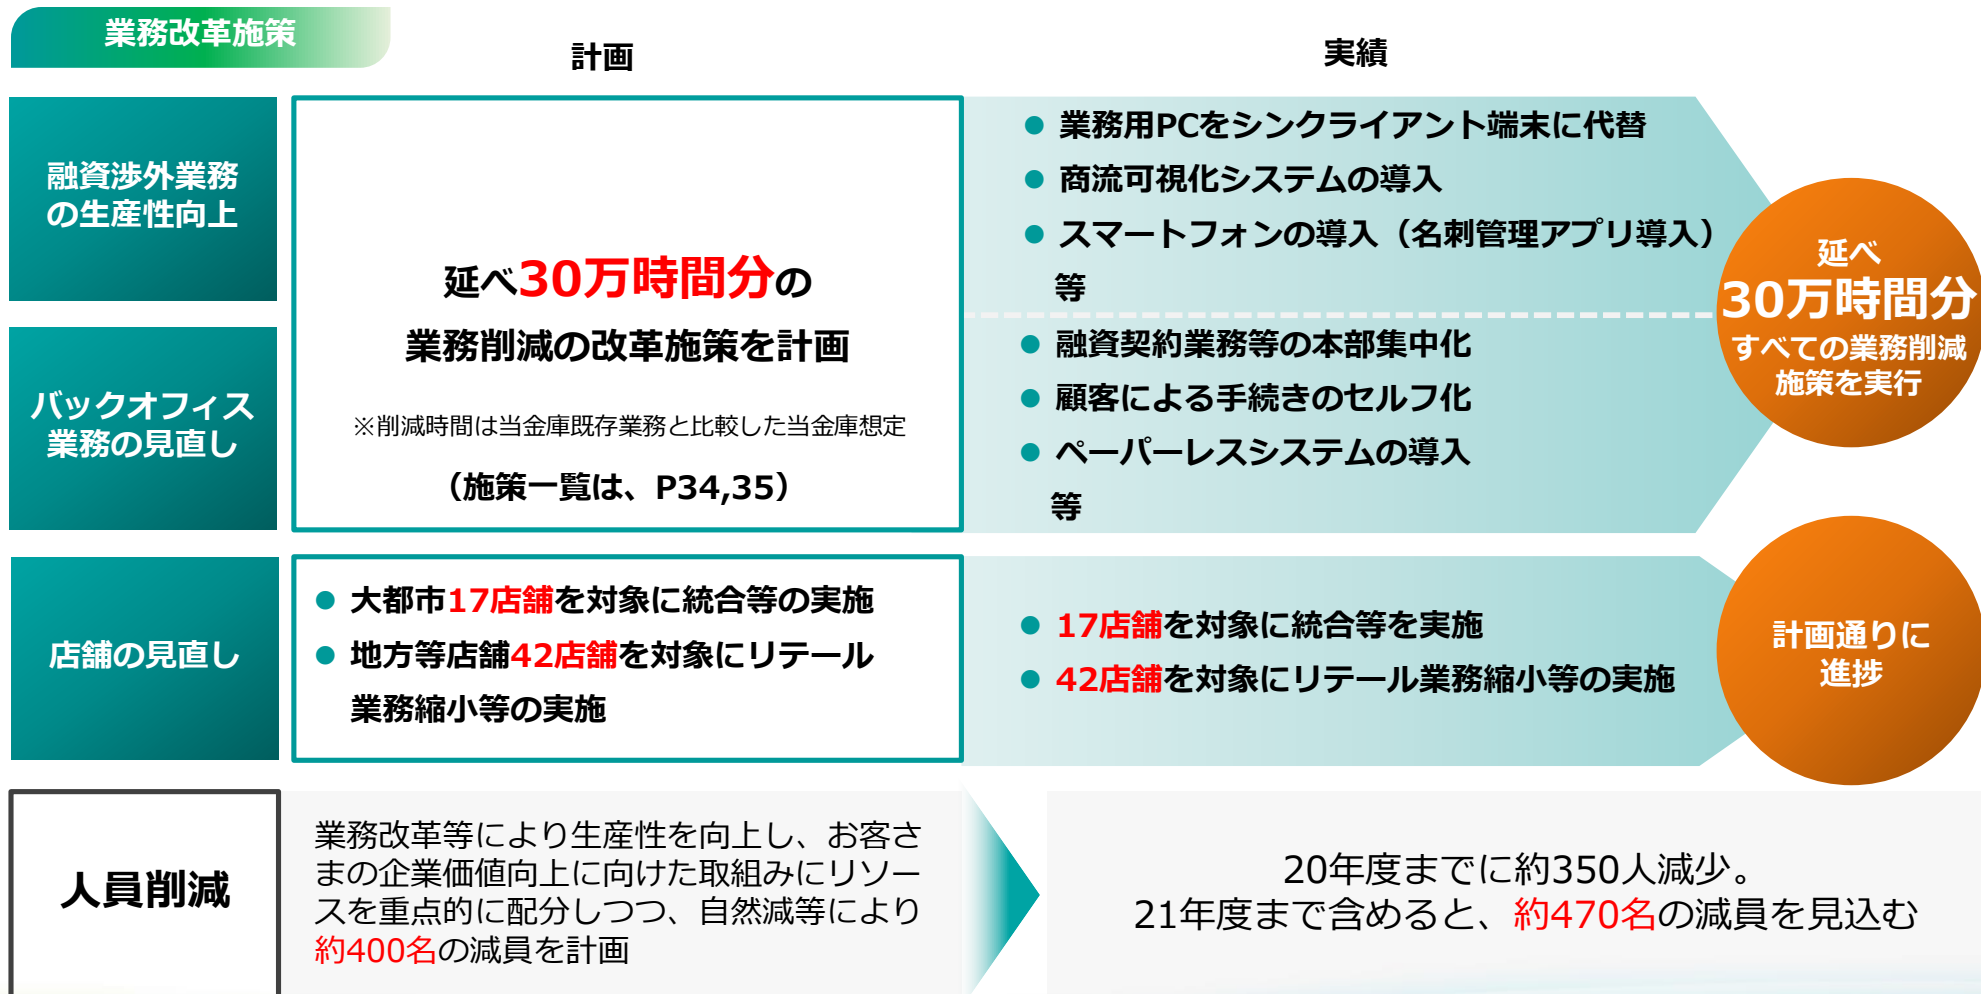 業務改革施策
計画
実績
融資渉外業務
の生産性向上
バックオフィス
業務の見直し
延べ30万時間分の
業務削減の改革施策を計画
※削減時間は当金庫既存業務と比較した当金庫想定
（施策一覧は、P34,35）
● 業務用PCをシンクライアント端末に代替
● 商流可視化システムの導入
● スマートフォンの導入（名刺管理アプリ導入）
等
● 融資契約業務等の本部集中化
● 顧客による手続きのセルフ化
● ペーパーレスシステムの導入
等
延べ
30万時間分
すべての業務削減
施策を実行
店舗の見直し
● 大都市17店舗を対象に統合等の実施
● 地方等店舗42店舗を対象にリテール
業務縮小等の実施
● 17店舗を対象に統合等を実施
● 42店舗を対象にリテール業務縮小等の実施
計画通りに
進捗
人員削減
業務改革等により生産性を向上し、お客さ
まの企業価値向上に向けた取組みにリソー
スを重点的に配分しつつ、自然減等により
約400名の減員を計画
20年度までに約350人減少。
21年度まで含めると、約470名の減員を見込む